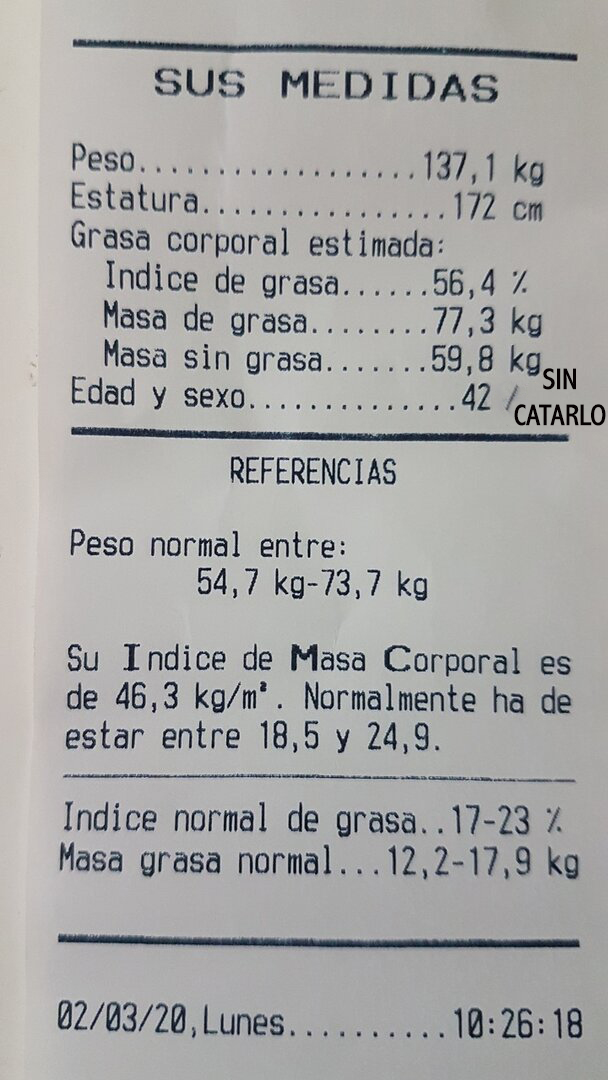 SUS MEDIDAS
Peso..................137,1 kg
Estatura................172 cm
Grasa corporal estimada:
Indice de grasa......56,4 %
Masa de grasa........77,3 kg
Masa sin grasa.......59,8 kg
Edad y sexo..............42 /
SIN
CATARLO
REFERENCIAS
Peso normal entre:
54,7 kg-73,7 kg
Su Indice de Masa Corporal es
de 46,3 kg/m². Normalmente ha de
estar entre 18,5 y 24,9.
Indice normal de grasa..17-23 %
Masa grasa normal...12,2-17,9 kg
02/03/20,Lunes..........10:26:18